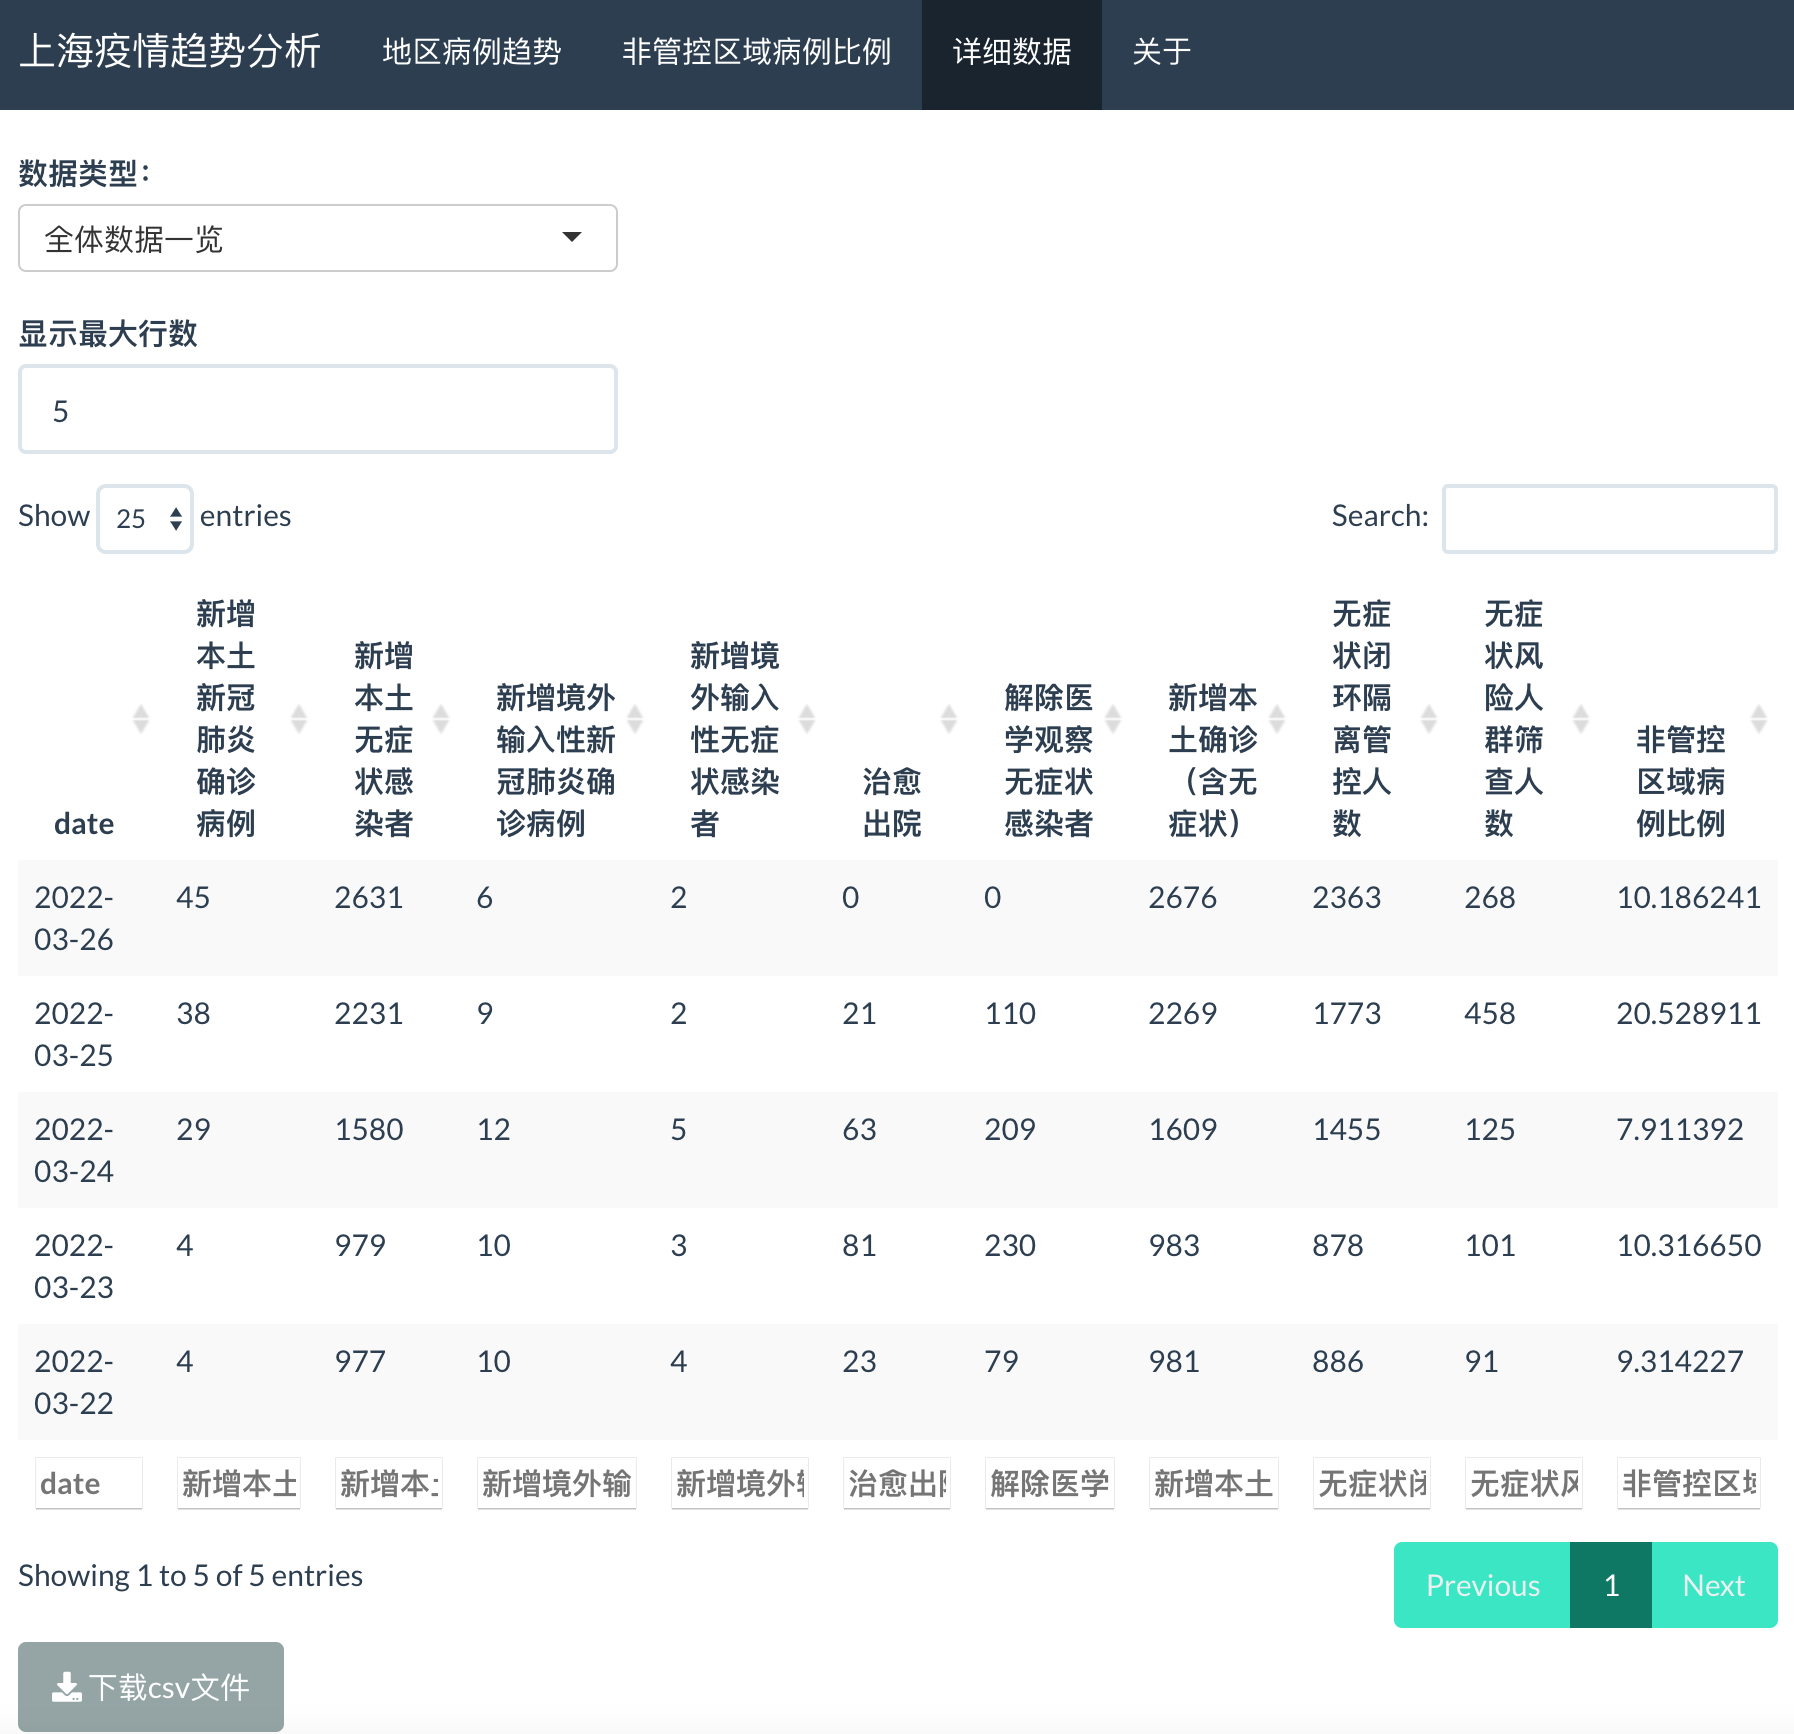 上海疫情趋势分析 地区病例趋势 非管控区域病例比例 详细数据 关于
数据类型：
全体数据一览
显示最大行数
5
Show 25 entries Search:
date 新增本土新冠肺炎确诊病例 新增本土无症状感染者 新增境外输入性新冠肺炎确诊病例 新增境外输入性无症状感染者 治愈出院 解除医学观察无症状感染者 新增本土确诊（含无症状） 无症状闭环隔离管控人数 无症状风险人群筛查人数 非管控区域病例比例
2022-03-26 45 2631 6 2 0 0 2676 2363 268 10.186241
2022-03-25 38 2231 9 2 21 110 2269 1773 458 20.528911
2022-03-24 29 1580 12 5 63 209 1609 1455 125 7.911392
2022-03-23 4 979 10 3 81 230 983 878 101 10.316650
2022-03-22 4 977 10 4 23 79 981 886 91 9.314227
date 新增本土 新增本土 新增境外输 新增境外输 治愈出院 解除医学 新增本土 无症状闭 无症状风 非管控区域
Showing 1 to 5 of 5 entries
Previous 1 Next
下载csv文件